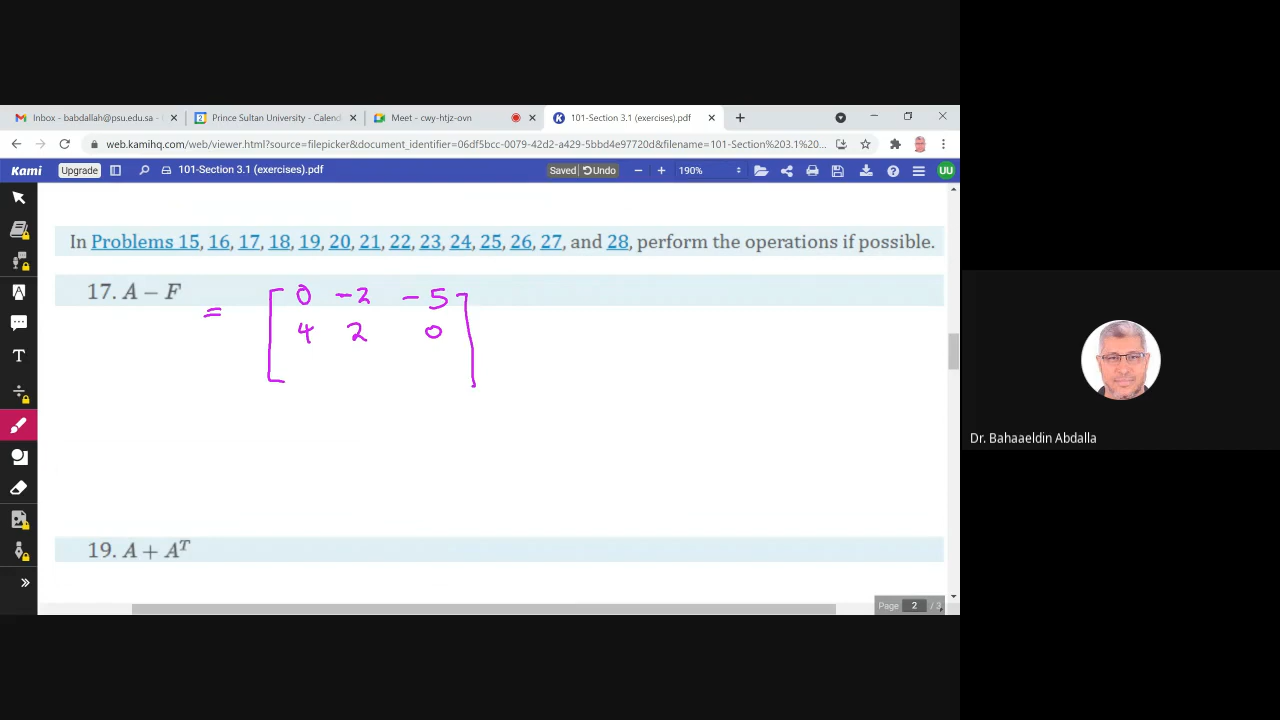 Inbox - babdallah@psu.edu.sa - Prince Sultan University - Calend Meet - cwy-htjz-ovn 101-Section 3.1 (exercises).pdf
web.kamihq.com/web/viewer.html?source=filepicker&document_identifier=06df5bcc-0079-42d2-a429-5bbd4e97720d&filename=101-Section%203.1%20...
Kami Upgrade 101-Section 3.1 (exercises).pdf Saved Undo 190% UU
In Problems 15, 16, 17, 18, 19, 20, 21, 22, 23, 24, 25, 26, 27, and 28, perform the operations if possible.
17. A − F = [ 0 −2 −5
4 2 0 ]
19. A + Aᵀ
Page 2 / 3
Dr. Bahaaeldin Abdalla